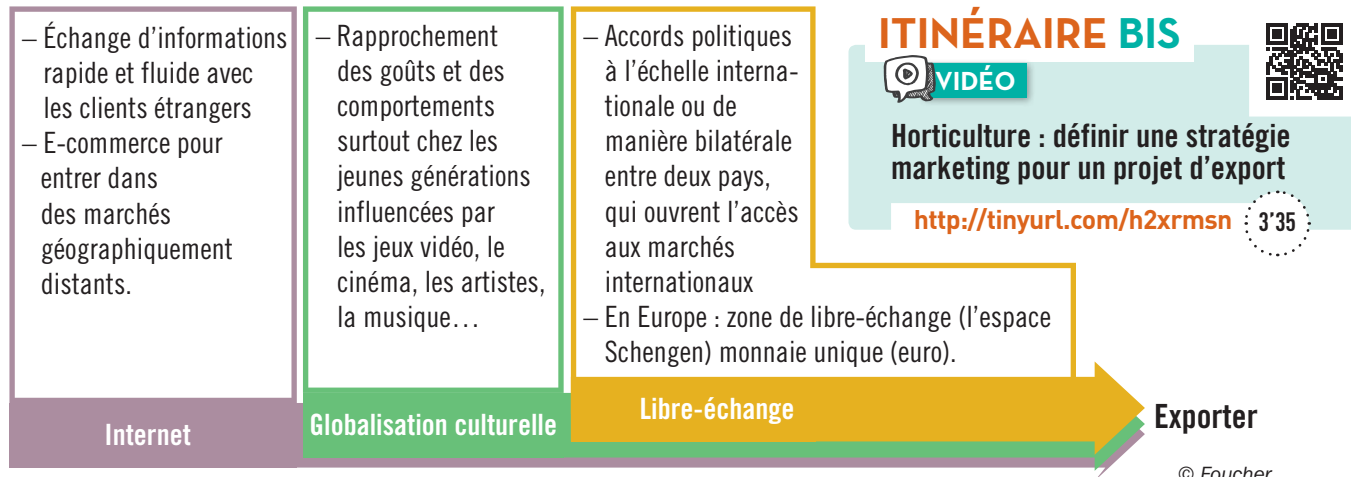 – Échange d'informations
rapide et fluide avec
les clients étrangers
– E-commerce pour
entrer dans
des marchés
géographiquement
distants.
Internet
– Rapprochement
des goûts et des
comportements
surtout chez les
jeunes générations
influencées par
les jeux vidéo, le
cinéma, les artistes,
la musique…
Globalisation culturelle
– Accords politiques
à l'échelle interna-
tionale ou de
manière bilatérale
entre deux pays,
qui ouvrent l'accès
aux marchés
internationaux
– En Europe : zone de libre-échange (l'espace
Schengen) monnaie unique (euro).
Libre-échange
Exporter
ITINÉRAIRE BIS
VIDÉO
Horticulture : définir une stratégie
marketing pour un projet d'export
http://tinyurl.com/h2xrmsn
3'35
© Foucher